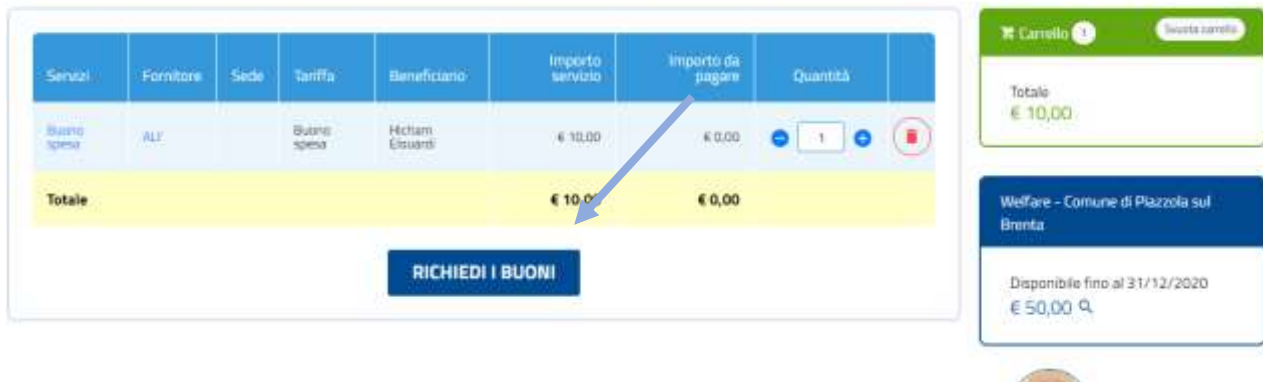 Servizi Fornitore Sede Tariffa Beneficiario Importo servizio Importo da pagare Quantità
Buono spesa ALI' Buono spesa Hicham € 10,00 € 0,00 1
Totale € 10,00 € 0,00
RICHIEDI I BUONI
Carrello 1 Svuota carrello
Totale
€ 10,00
Welfare - Comune di Piazzola sul
Brenta
Disponibile fino al 31/12/2020
€ 50,00